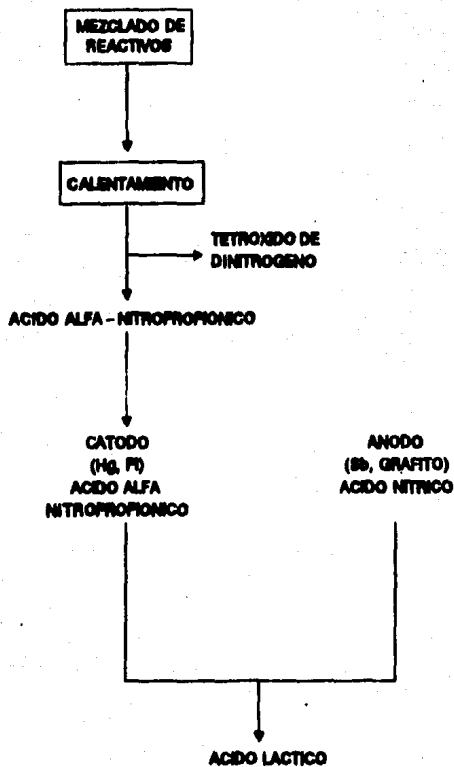 MEZCLADO DE
REACTIVOS
CALENTAMIENTO
TETROXIDO DE
DINITROGENO
ACIDO ALFA - NITROPROPIONICO
CATODO
(Hg, Pt)
ACIDO ALFA
NITROPROPIONICO
ANODO
(Sb, GRAFITO)
ACIDO NITRICO
ACIDO LACTICO